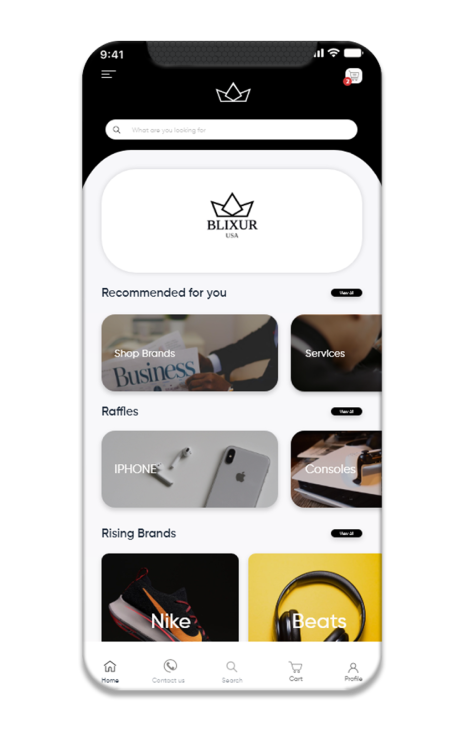 9:41
2
What are you looking for
BLIXUR
USA
Recommended for you
View All
Shop Brands
Services
Business
Raffles
View All
IPHONE
Consoles
Rising Brands
View All
Nike
Beats
Home
Contact us
Search
Cart
Profile